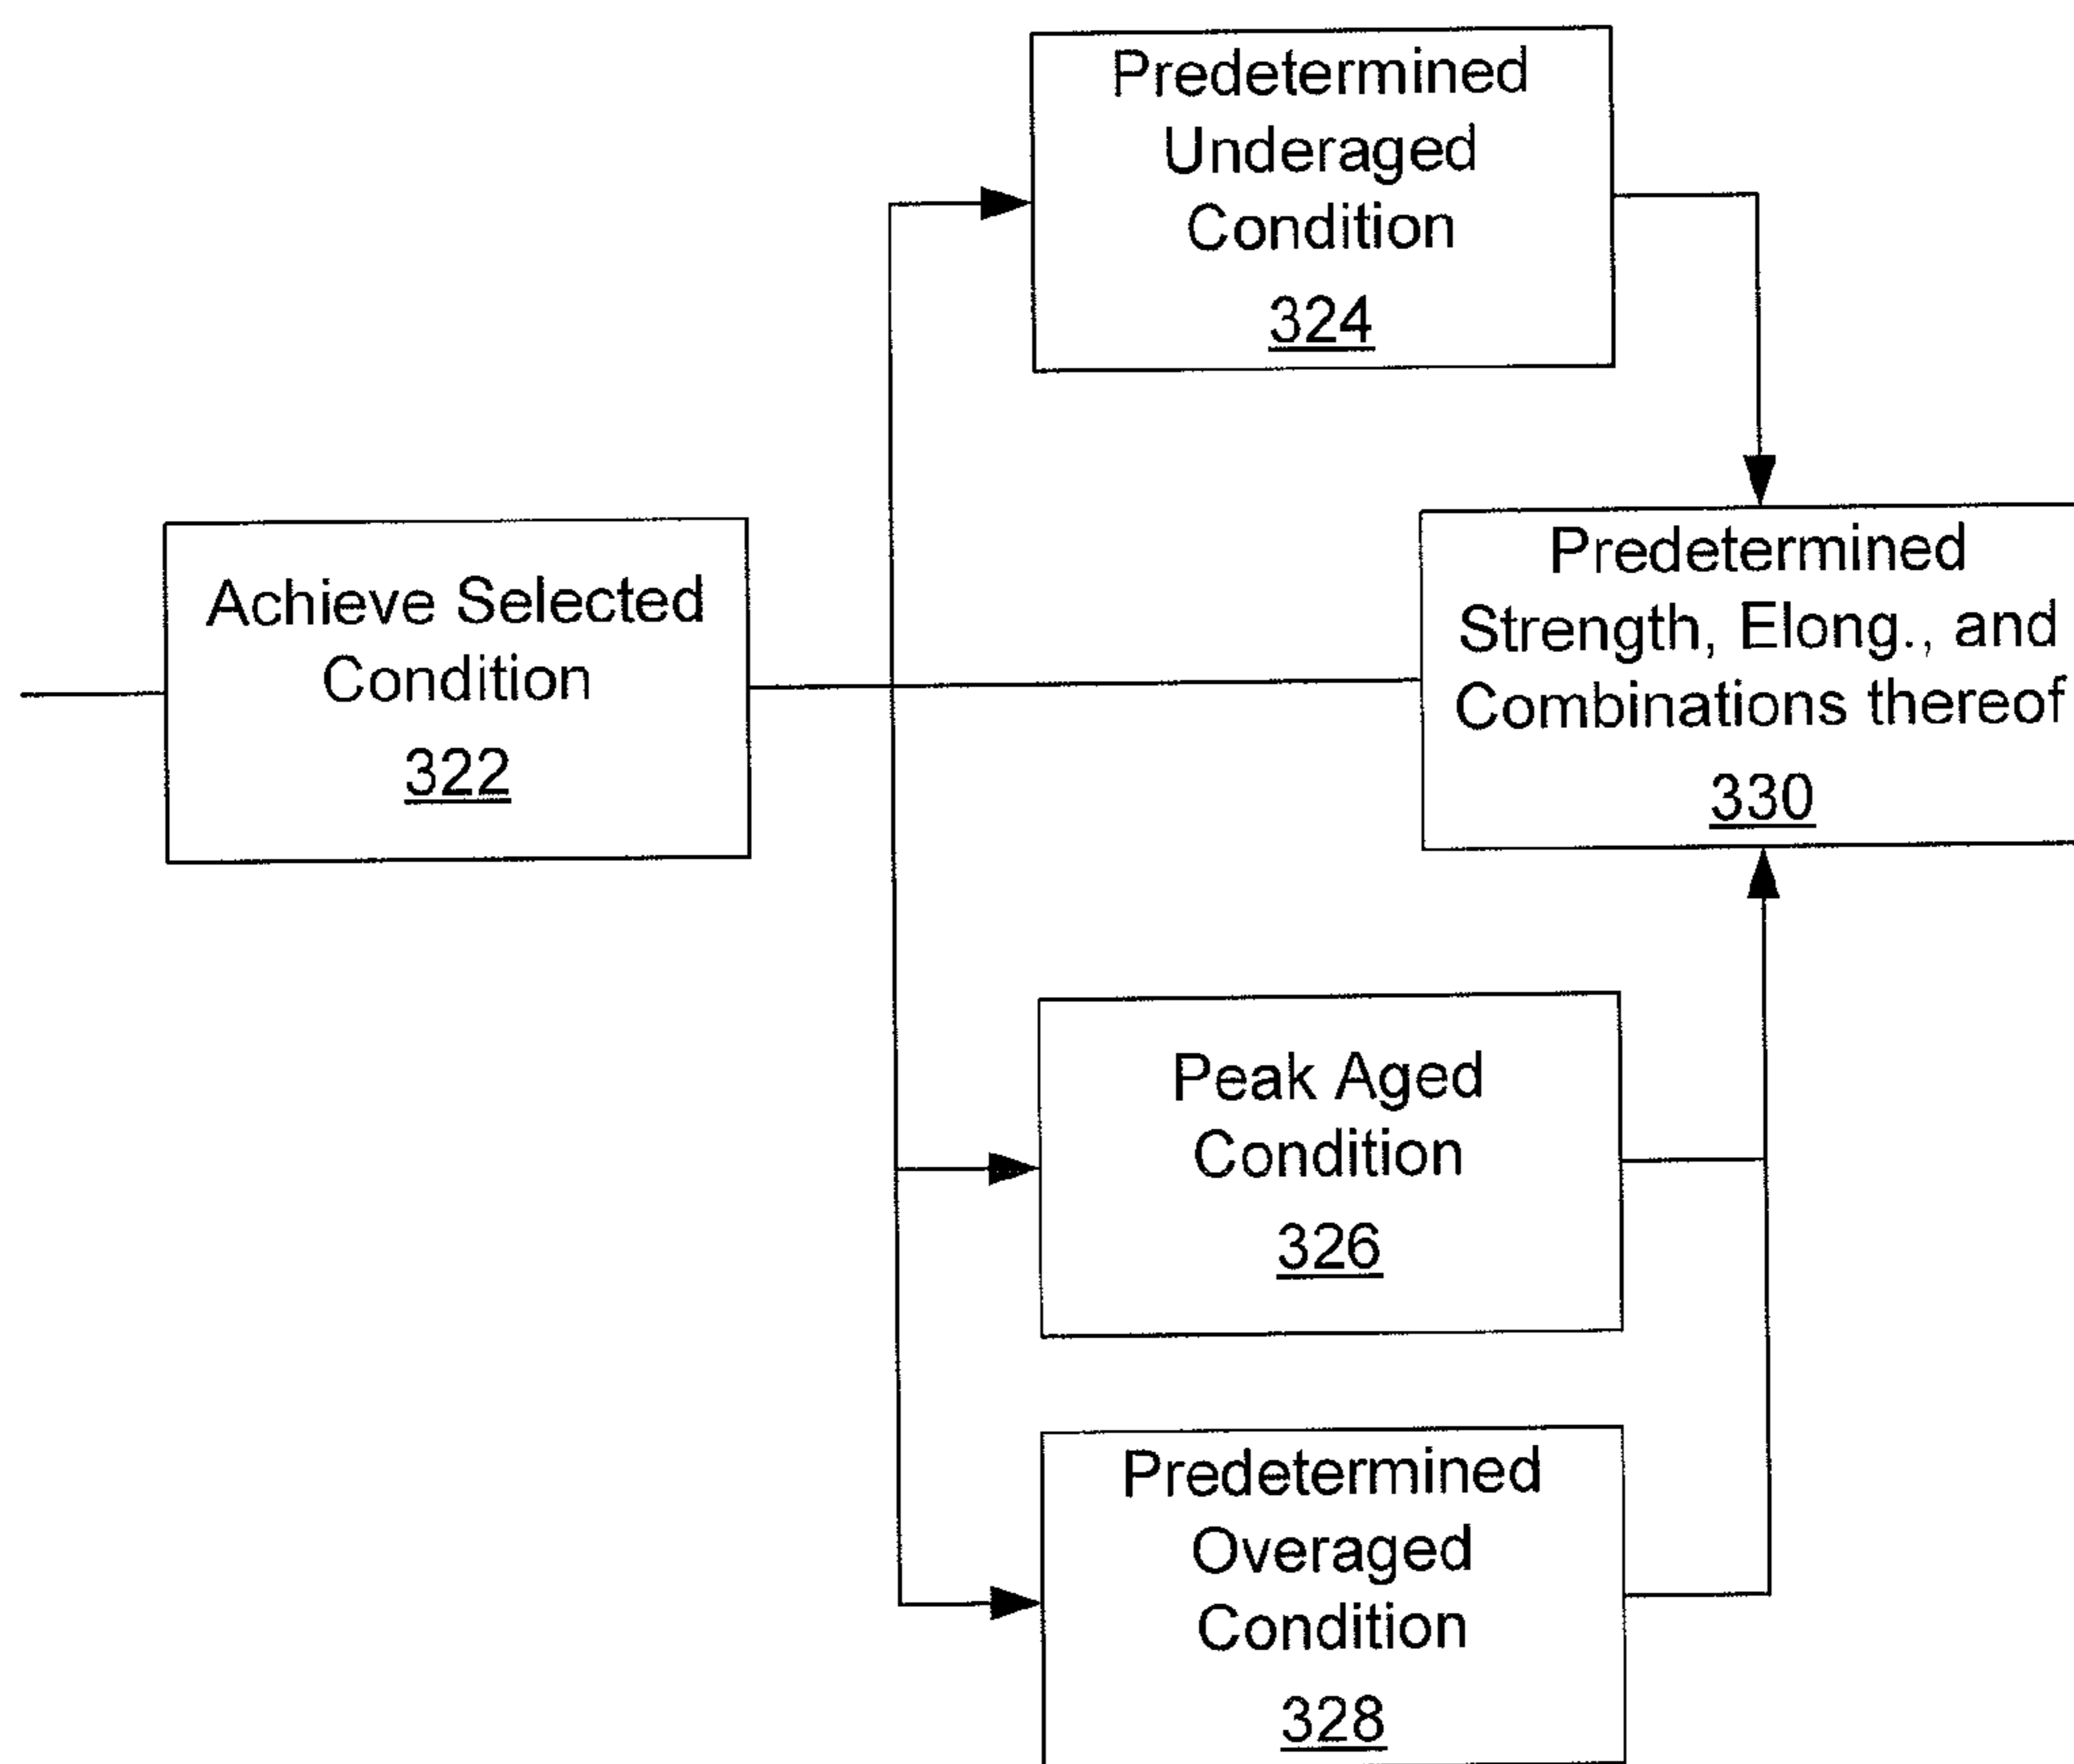 Predetermined
Underaged
Condition
324
Achieve Selected
Condition
322
Predetermined
Strength, Elong., and
Combinations thereof
330
Peak Aged
Condition
326
Predetermined
Overaged
Condition
328